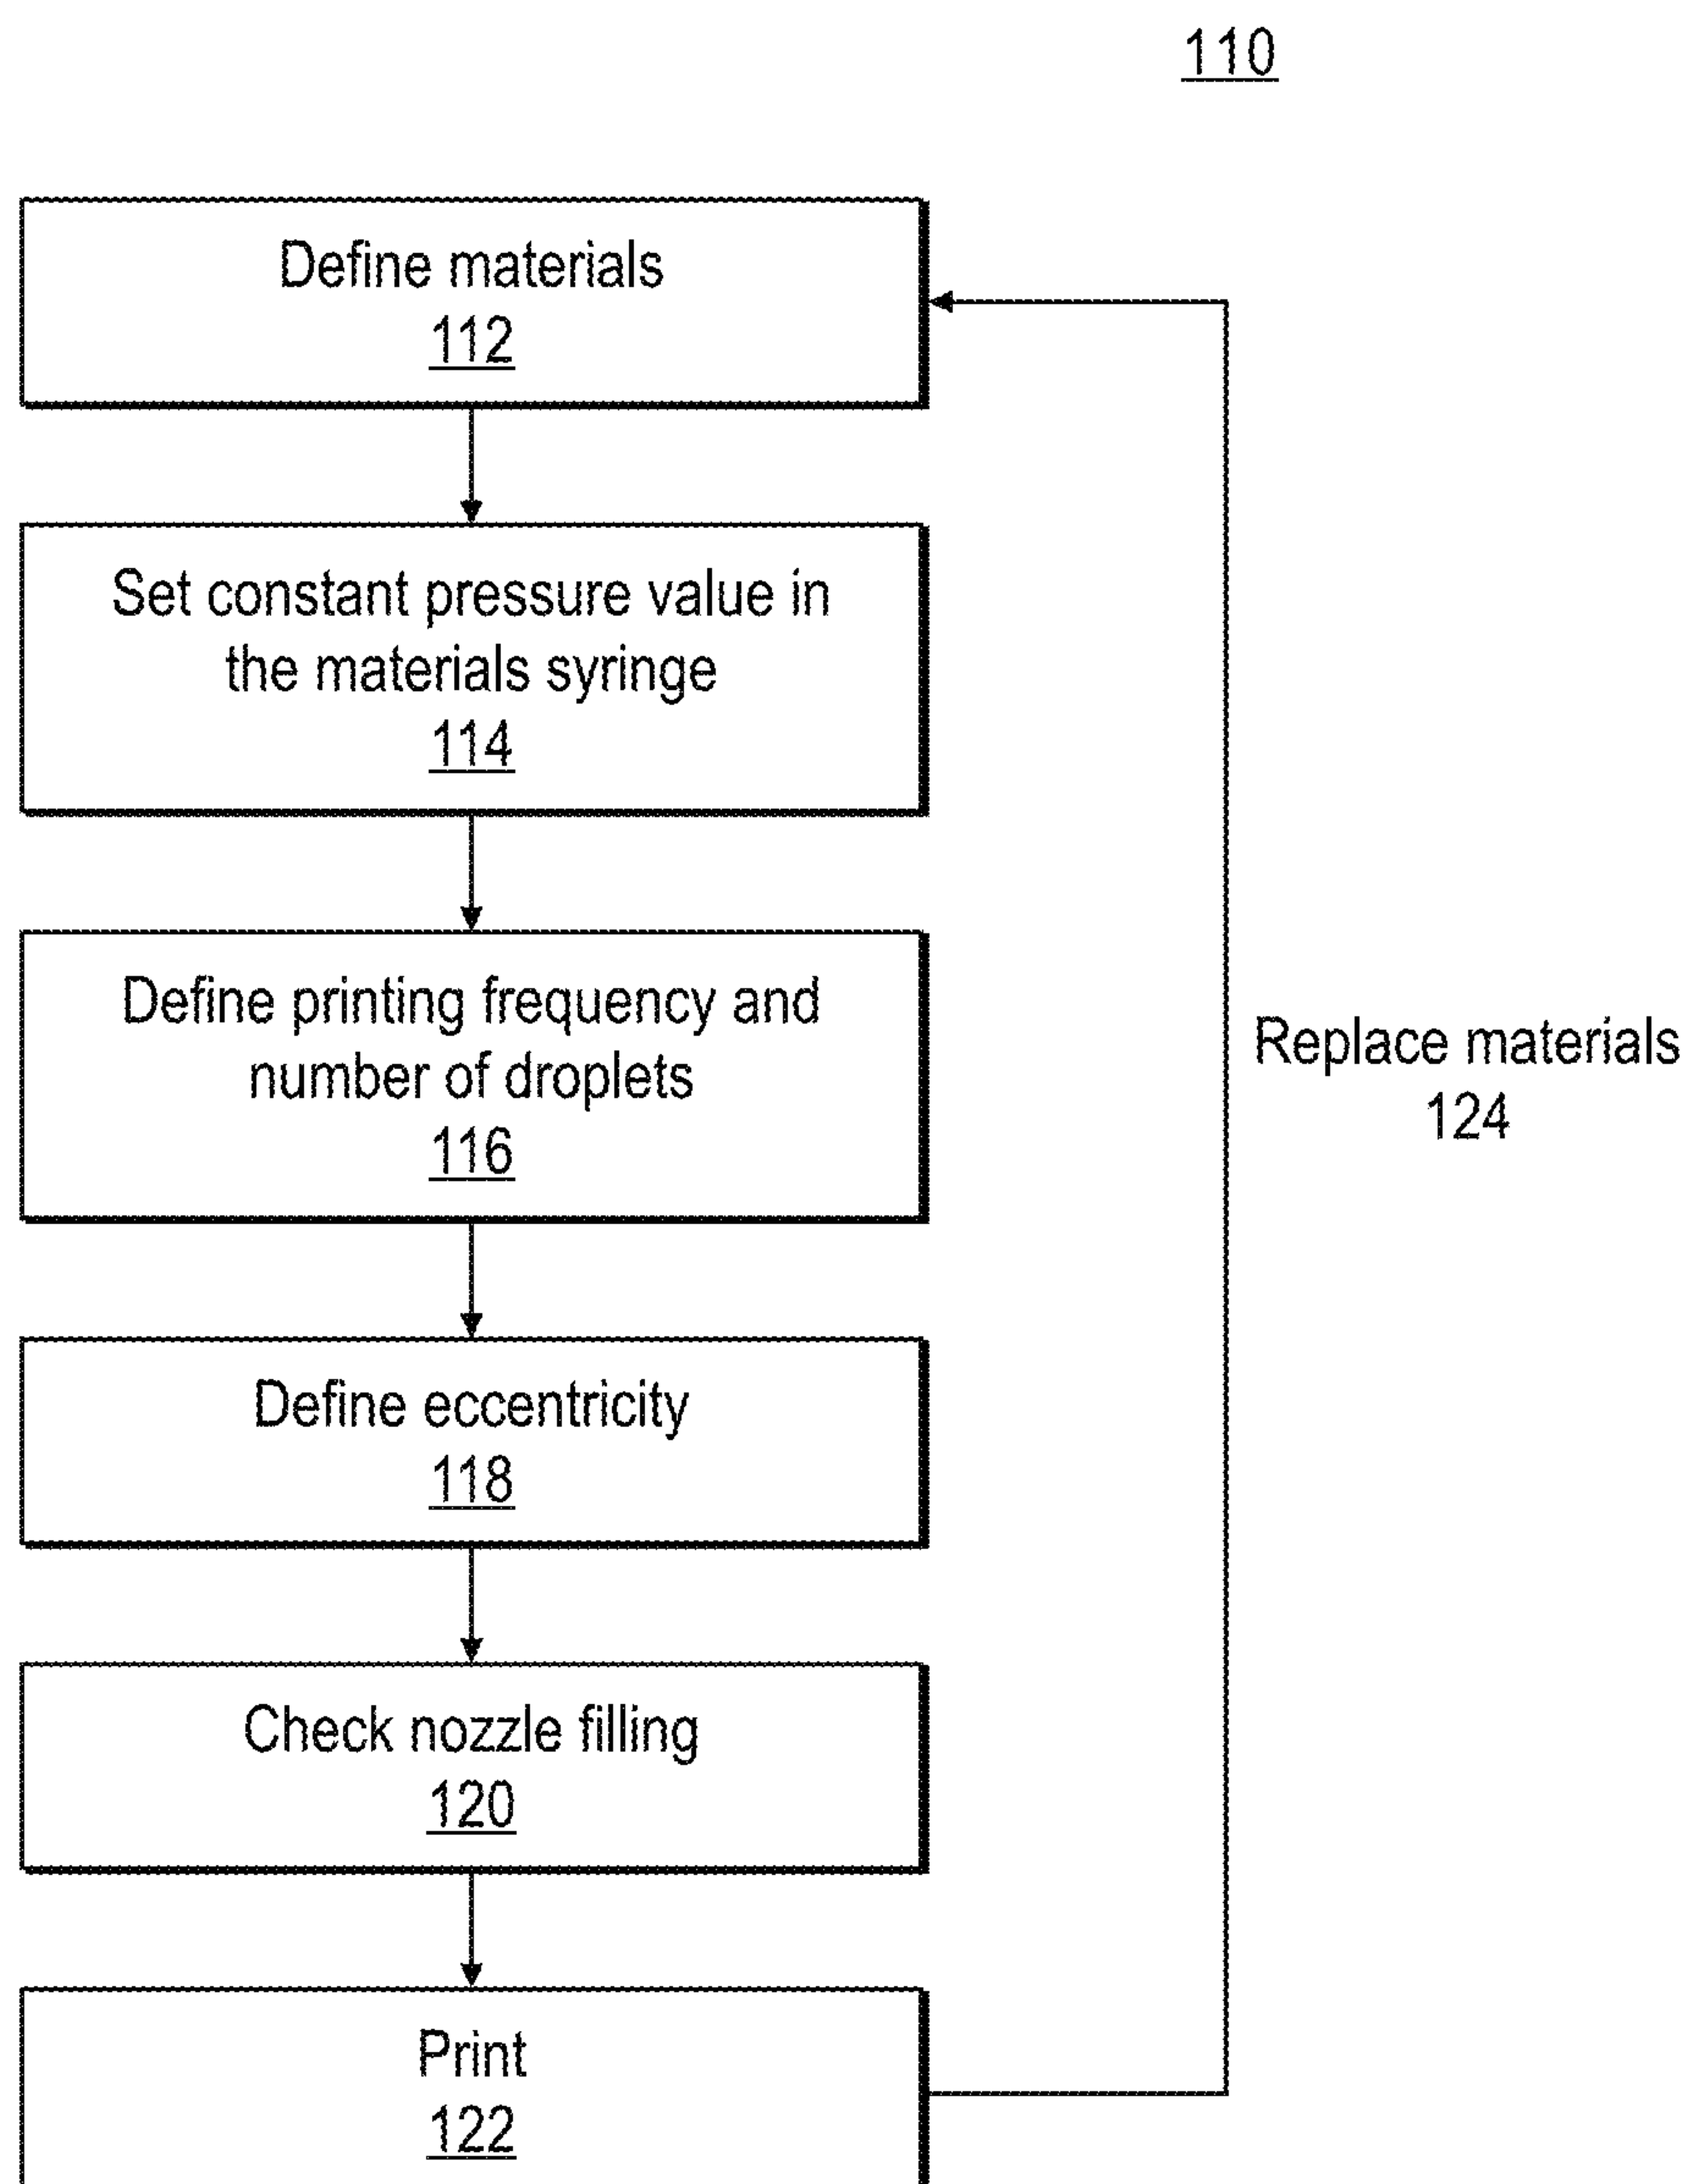 110
Define materials
112
Set constant pressure value in
the materials syringe
114
Define printing frequency and
number of droplets
116
Replace materials
124
Define eccentricity
118
Check nozzle filling
120
Print
122